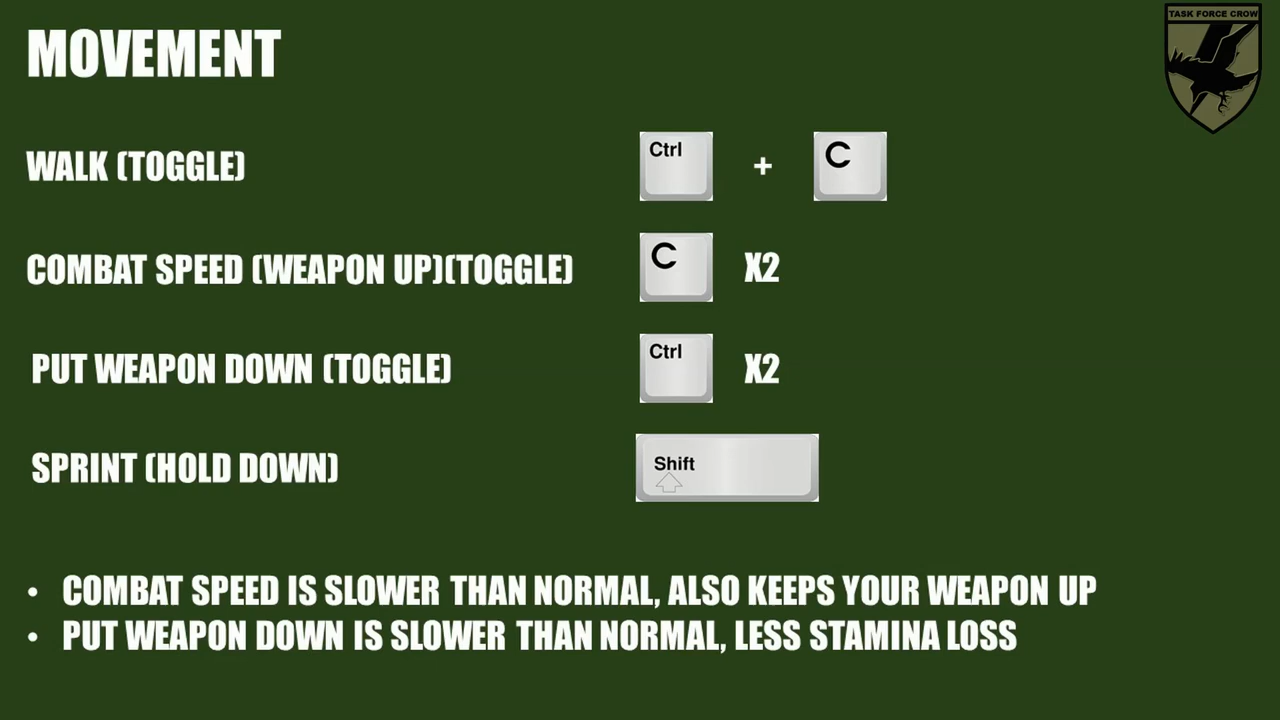 TASK FORCE CROW
MOVEMENT
WALK (TOGGLE) Ctrl + C
COMBAT SPEED (WEAPON UP)(TOGGLE) C X2
PUT WEAPON DOWN (TOGGLE) Ctrl X2
SPRINT (HOLD DOWN) Shift
• COMBAT SPEED IS SLOWER THAN NORMAL, ALSO KEEPS YOUR WEAPON UP
• PUT WEAPON DOWN IS SLOWER THAN NORMAL, LESS STAMINA LOSS